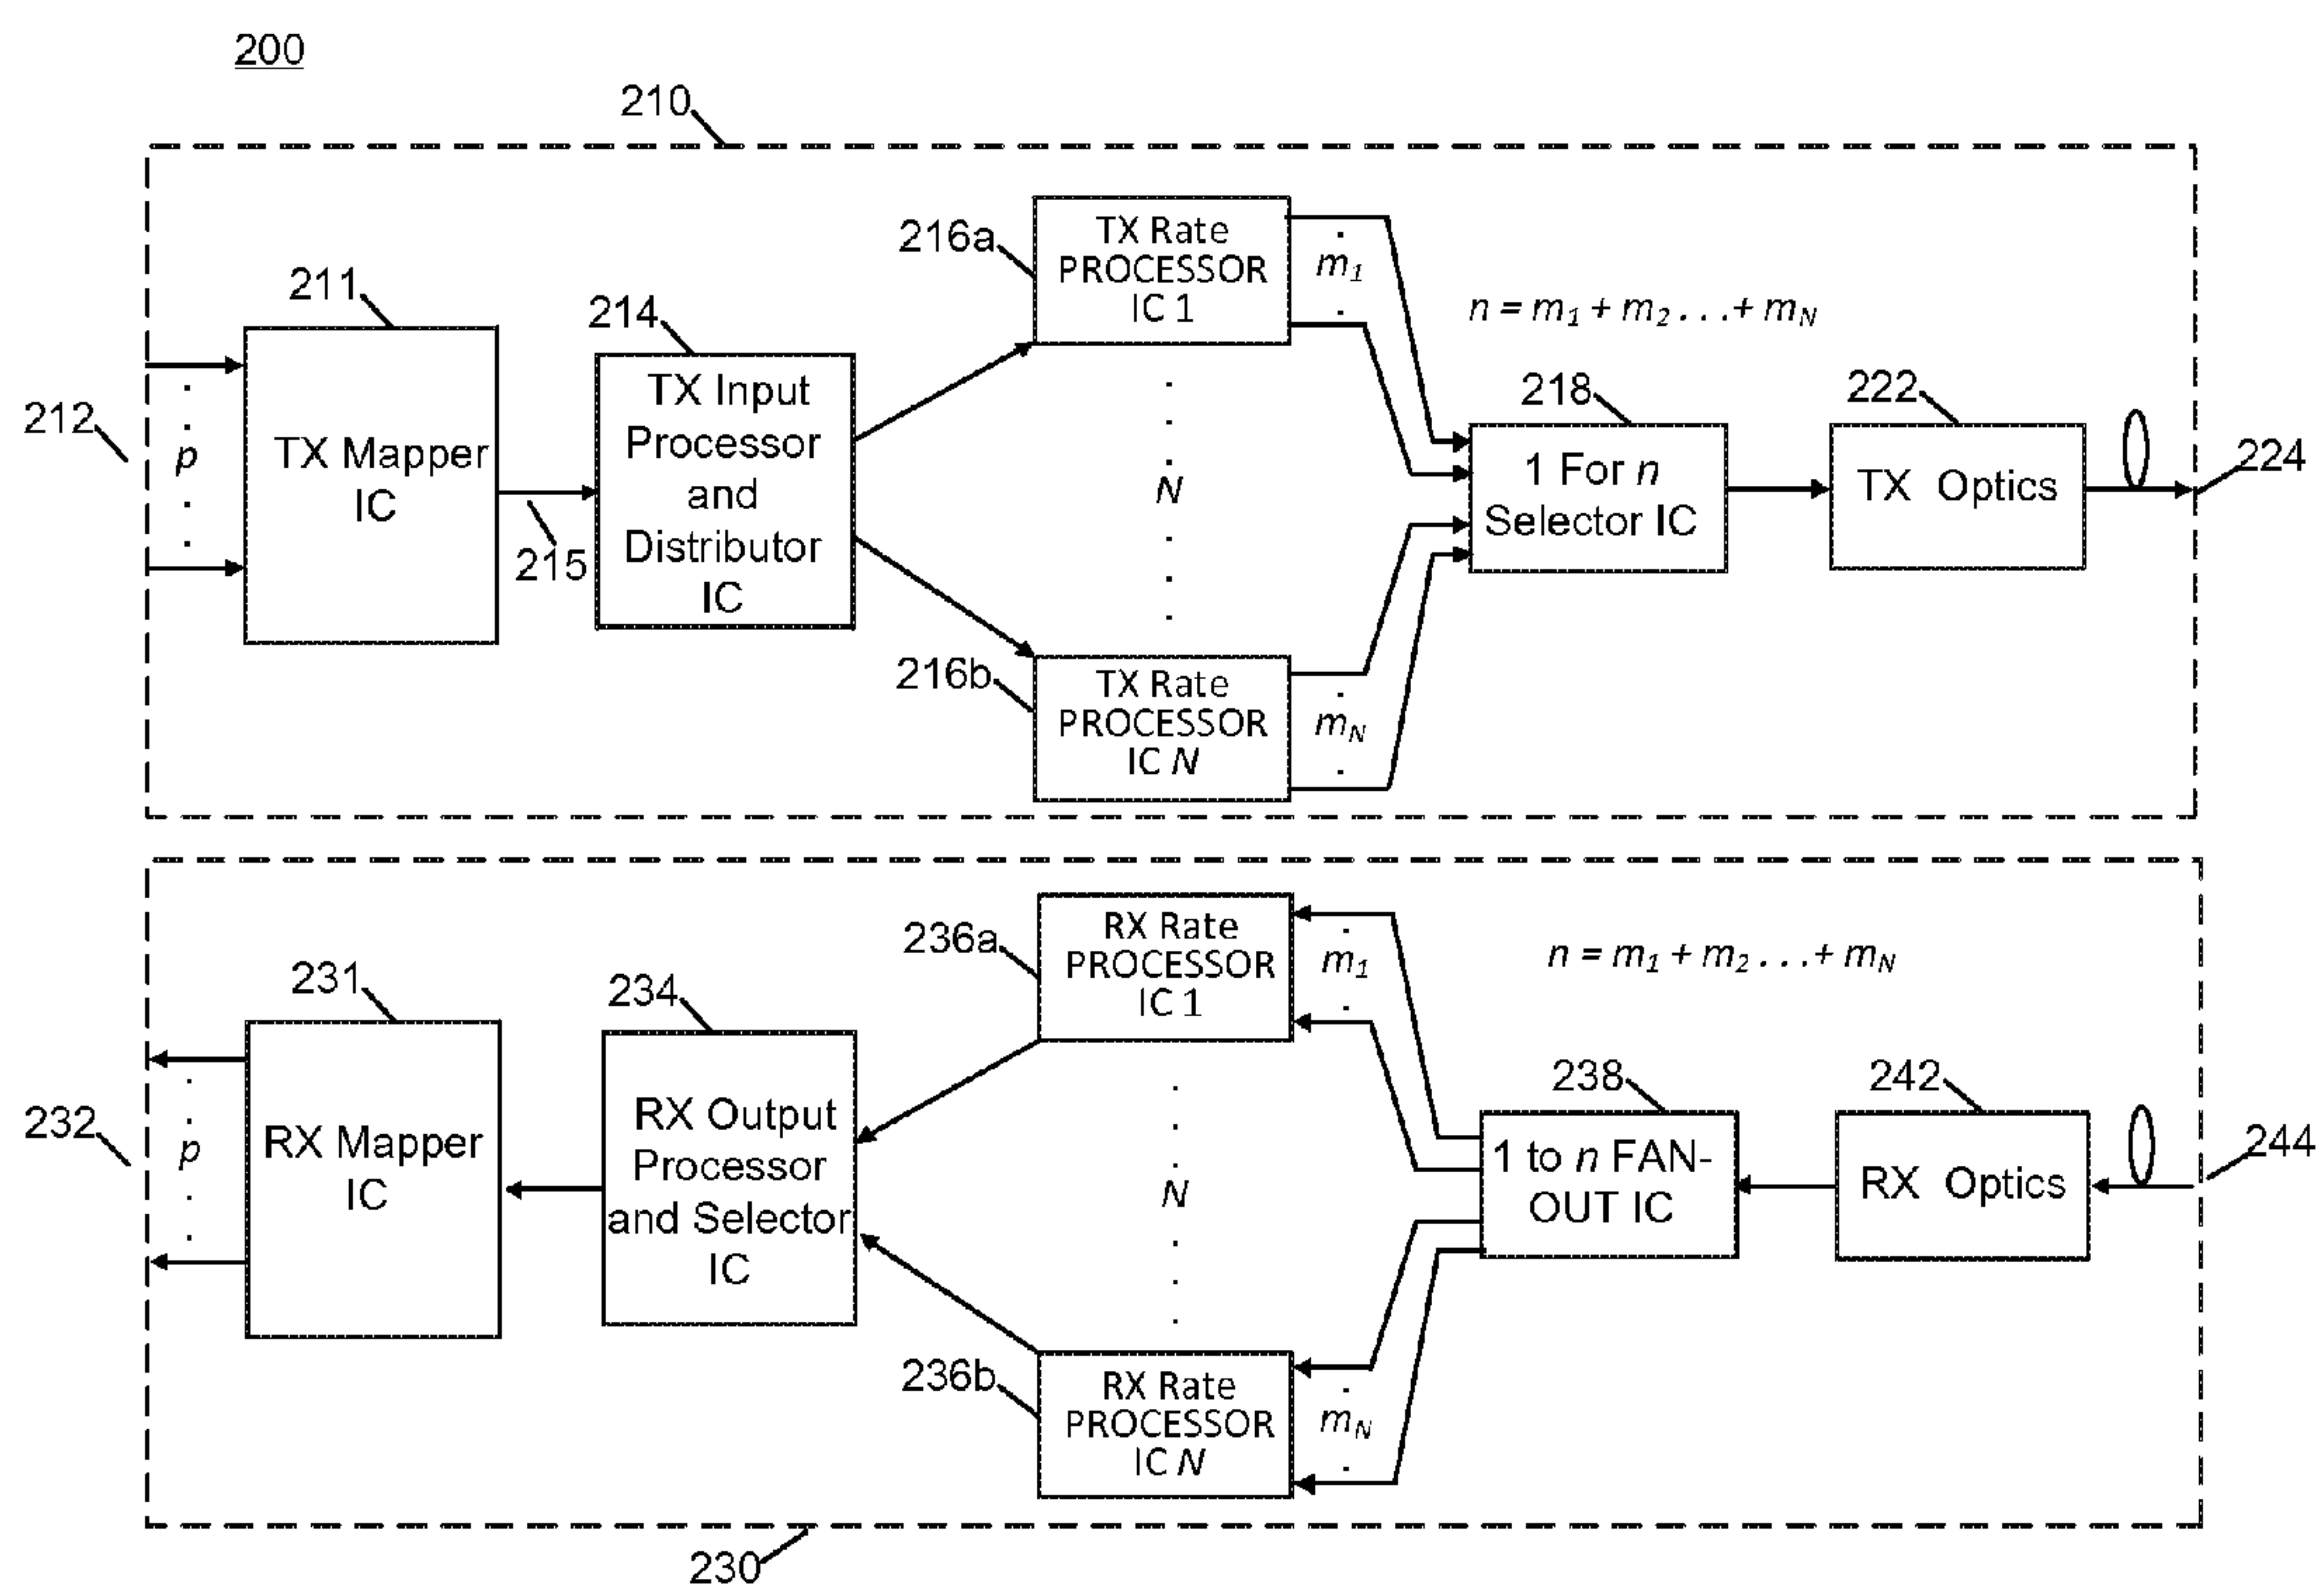 200
210
212
p
211
TX Mapper
IC
215
214
TX Input
Processor
and
Distributor
IC
216a
TX Rate
PROCESSOR
IC 1
m1
N
216b
TX Rate
PROCESSOR
IC N
mN
n = m1 + m2 . . .+ mN
218
1 For n
Selector IC
222
TX Optics
224
232
p
231
RX Mapper
IC
234
RX Output
Processor
and Selector
IC
236a
RX Rate
PROCESSOR
IC 1
m1
N
236b
RX Rate
PROCESSOR
IC N
mN
n = m1 + m2 . . .+ mN
238
1 to n FAN-
OUT IC
242
RX Optics
244
230